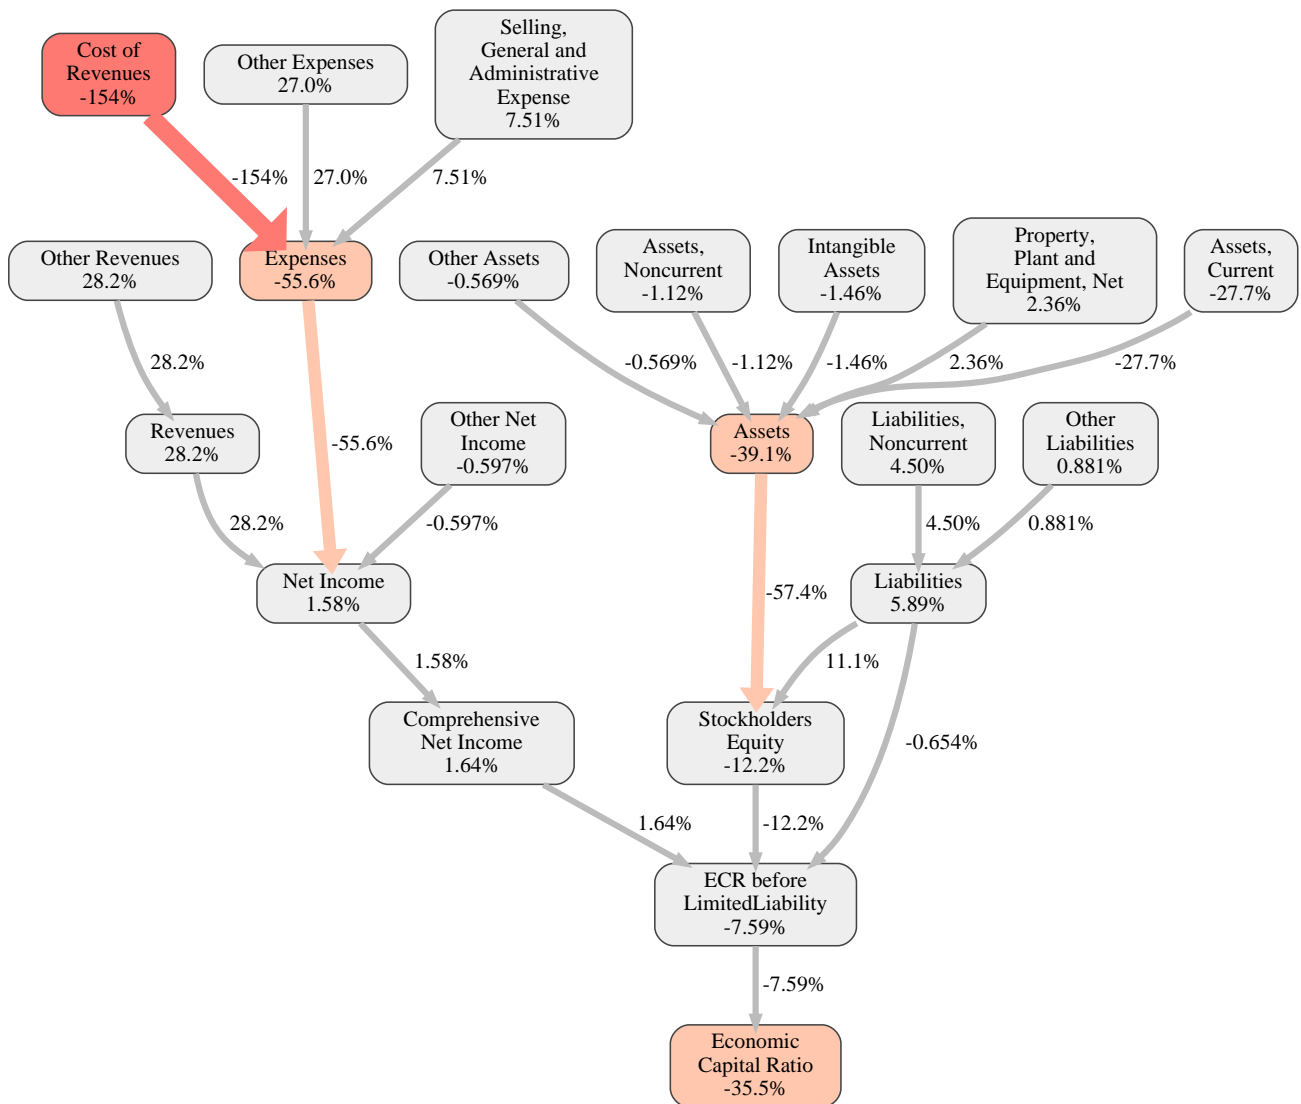 Cost of
Revenues
-154%
Other Expenses
27.0%
Selling,
General and
Administrative
Expense
7.51%
-154%
27.0%
7.51%
Other Revenues
28.2%
Expenses
-55.6%
Other Assets
-0.569%
Assets,
Noncurrent
-1.12%
Intangible
Assets
-1.46%
Property,
Plant and
Equipment, Net
2.36%
Assets,
Current
-27.7%
28.2%
-0.569%
-1.12%
-1.46%
2.36%
-27.7%
Revenues
28.2%
-55.6%
Other Net
Income
-0.597%
Assets
-39.1%
Liabilities,
Noncurrent
4.50%
Other
Liabilities
0.881%
28.2%
-0.597%
4.50%
0.881%
Net Income
1.58%
-57.4%
Liabilities
5.89%
1.58%
11.1%
Comprehensive
Net Income
1.64%
Stockholders
Equity
-12.2%
-0.654%
1.64%
-12.2%
ECR before
LimitedLiability
-7.59%
-7.59%
Economic
Capital Ratio
-35.5%